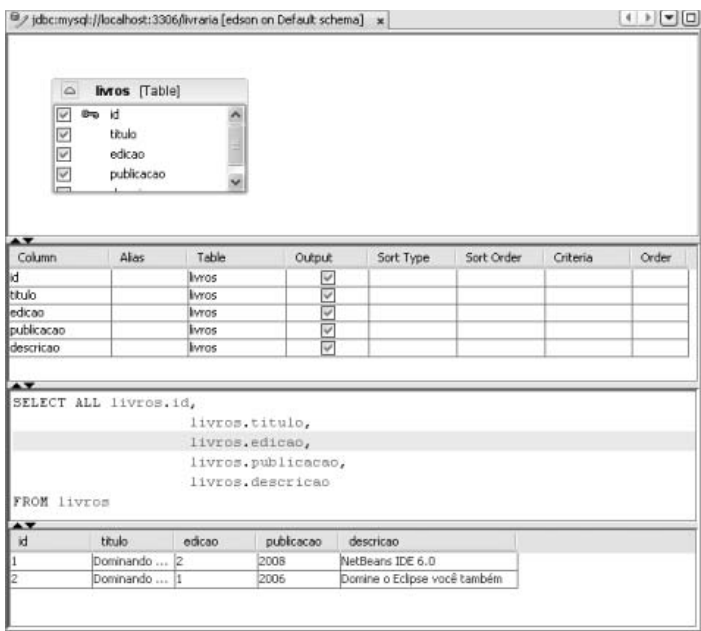 jdbc:mysql://localhost:3306/livraria [edson on Default schema] x
livros [Table]
id
titulo
edicao
publicacao
Column Alias Table Output Sort Type Sort Order Criteria Order
id livros
titulo livros
edicao livros
publicacao livros
descricao livros
SELECT ALL livros.id,
livros.titulo,
livros.edicao,
livros.publicacao,
livros.descricao
FROM livros
id titulo edicao publicacao descricao
1 Dominando ... 2 2008 NetBeans IDE 6.0
2 Dominando ... 1 2006 Domine o Eclipse você também